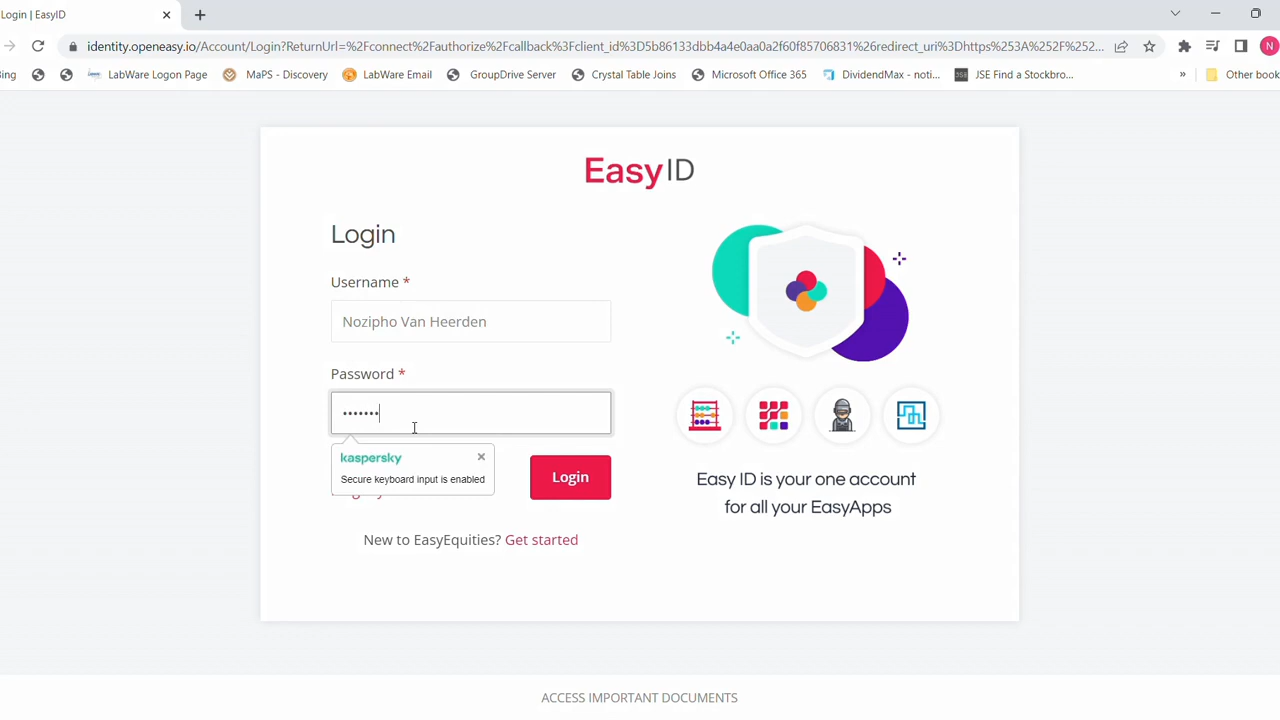 Login | EasyID
identity.openeasy.io/Account/Login?ReturnUrl=%2Fconnect%2Fauthorize%2Fcallback%3Fclient_id%3D5b86133dbb4a4e0aa0a2f60f85706831%26redirect_uri%3Dhttps%253A%252F%252...
N
Bing LabWare Logon Page MaPS - Discovery LabWare Email GroupDrive Server Crystal Table Joins Microsoft Office 365 DividendMax - noti... JSE Find a Stockbro... » Other book
EasyID
Login
Username *
Nozipho Van Heerden
Password *
•••••••
kaspersky
Secure keyboard input is enabled
Login
New to EasyEquities? Get started
Easy ID is your one account
for all your EasyApps
ACCESS IMPORTANT DOCUMENTS